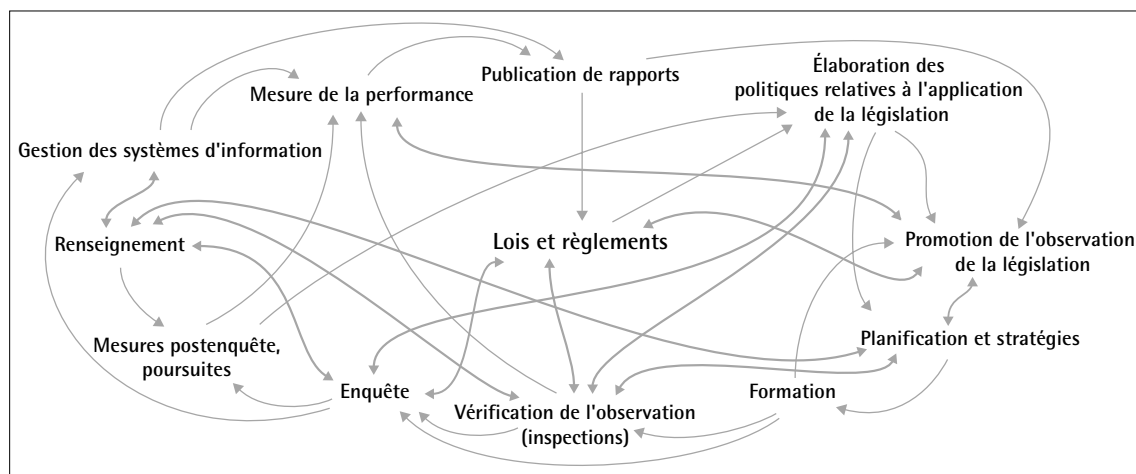 Publication de rapports
Élaboration des
politiques relatives à l'application
de la législation
Mesure de la performance
Gestion des systèmes d'information
Renseignement
Lois et règlements
Promotion de l'observation
de la législation
Mesures postenquête,
poursuites
Planification et stratégies
Enquête
Vérification de l'observation
(inspections)
Formation